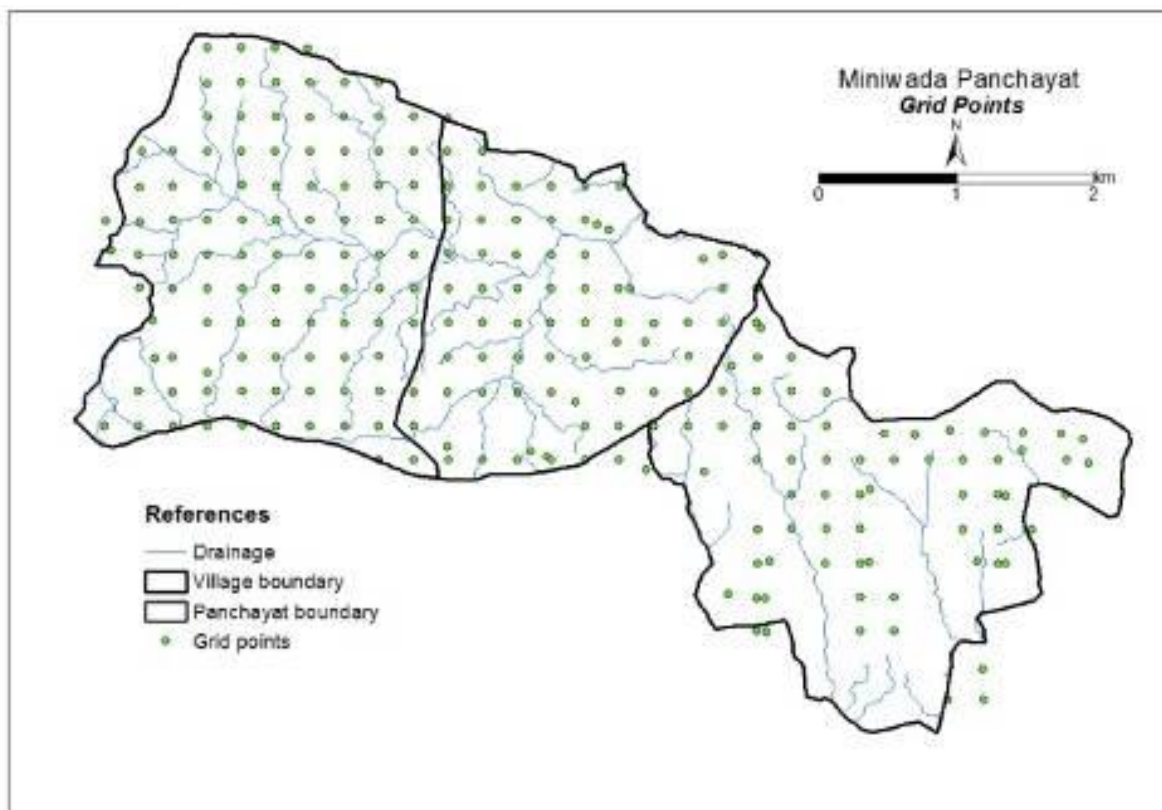 Miniwada Panchayat
Grid Points
N
km
0 1 2
References
Drainage
Village boundary
Panchayat boundary
Grid points